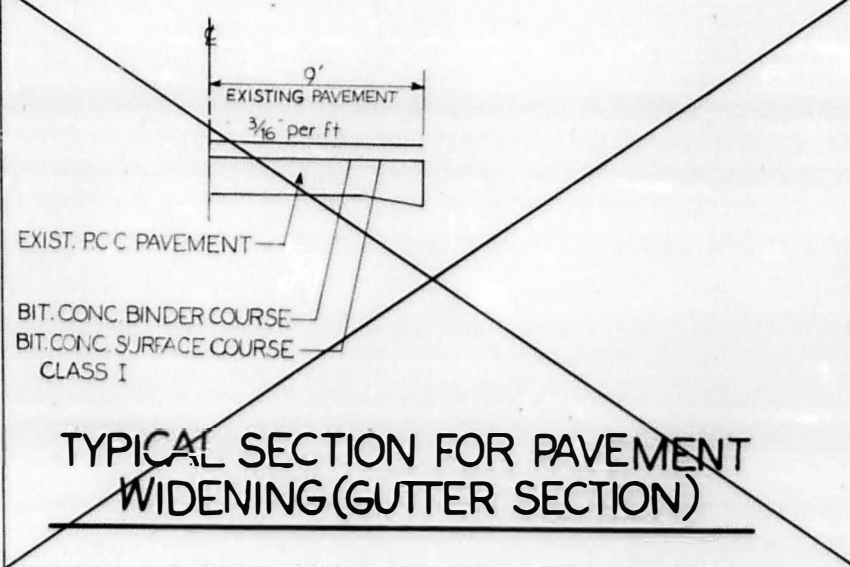 ℄
9'
EXISTING PAVEMENT
3/16" per ft.
EXIST. P.C.C PAVEMENT
BIT. CONC. BINDER COURSE
BIT. CONC. SURFACE COURSE
CLASS I
TYPICAL SECTION FOR PAVEMENT
WIDENING (GUTTER SECTION)